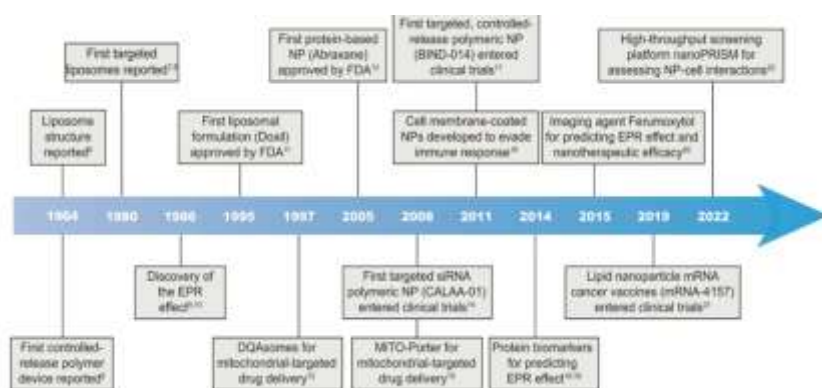 First targeted
liposomes reported⁷,⁸
First protein-based
NP (Abraxane)
approved by FDA
First targeted, controlled-
release polymeric NP
(BIND-014) entered
clinical trials
High-throughput screening
platform nanoPRISM for
assessing NP-cell interactions
Liposome
structure
reported
First liposomal
formulation (Doxil)
approved by FDA
Cell membrane-coated
NPs developed to evade
immune response
Imaging agent Ferumoxytol
for predicting EPR effect and
nanotherapeutic efficacy
1964 1980 1986 1995 1997 2005 2008 2011 2014 2015 2019 2022
Discovery of
the EPR
effect
First targeted siRNA
polymeric NP (CALAA-01)
entered clinical trials
Lipid nanoparticle mRNA
cancer vaccines (mRNA-4157)
entered clinical trials
First controlled-
release polymer
device reported
DQAsomes for
mitochondrial-targeted
drug delivery
MITO-Porter for
mitochondrial-targeted
drug delivery
Protein biomarkers
for predicting
EPR effect